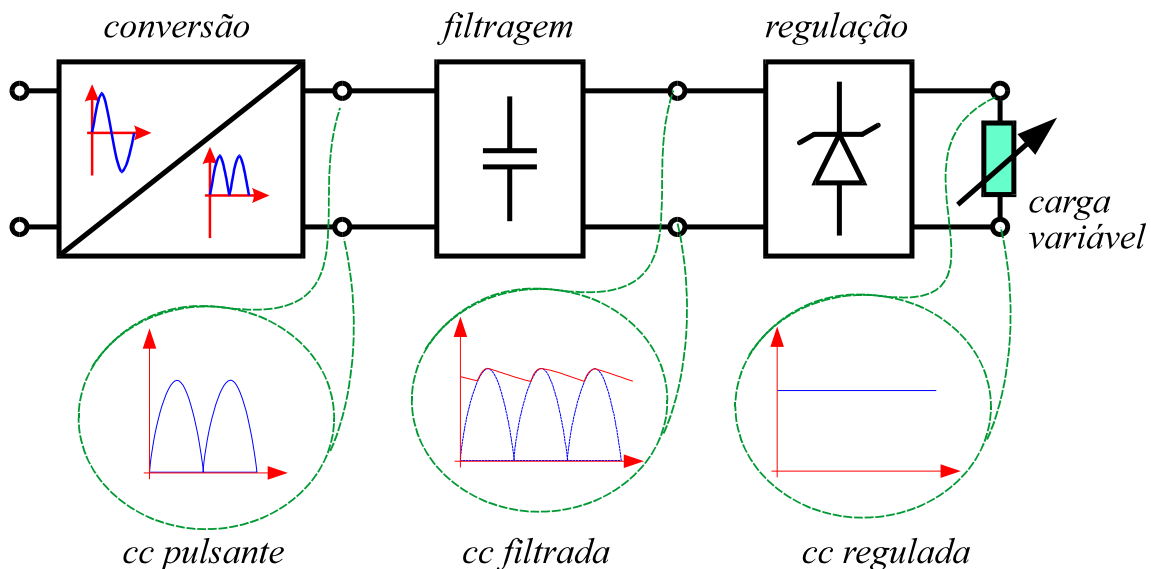 conversão
filtragem
regulação
carga
variável
cc pulsante
cc filtrada
cc regulada